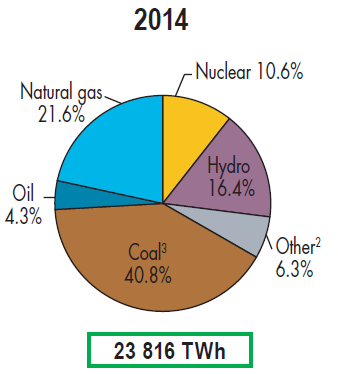 2014
Nuclear 10.6%
Natural gas
21.6%
Hydro
16.4%
Oil
4.3%
Other²
6.3%
Coal³
40.8%
23 816 TWh